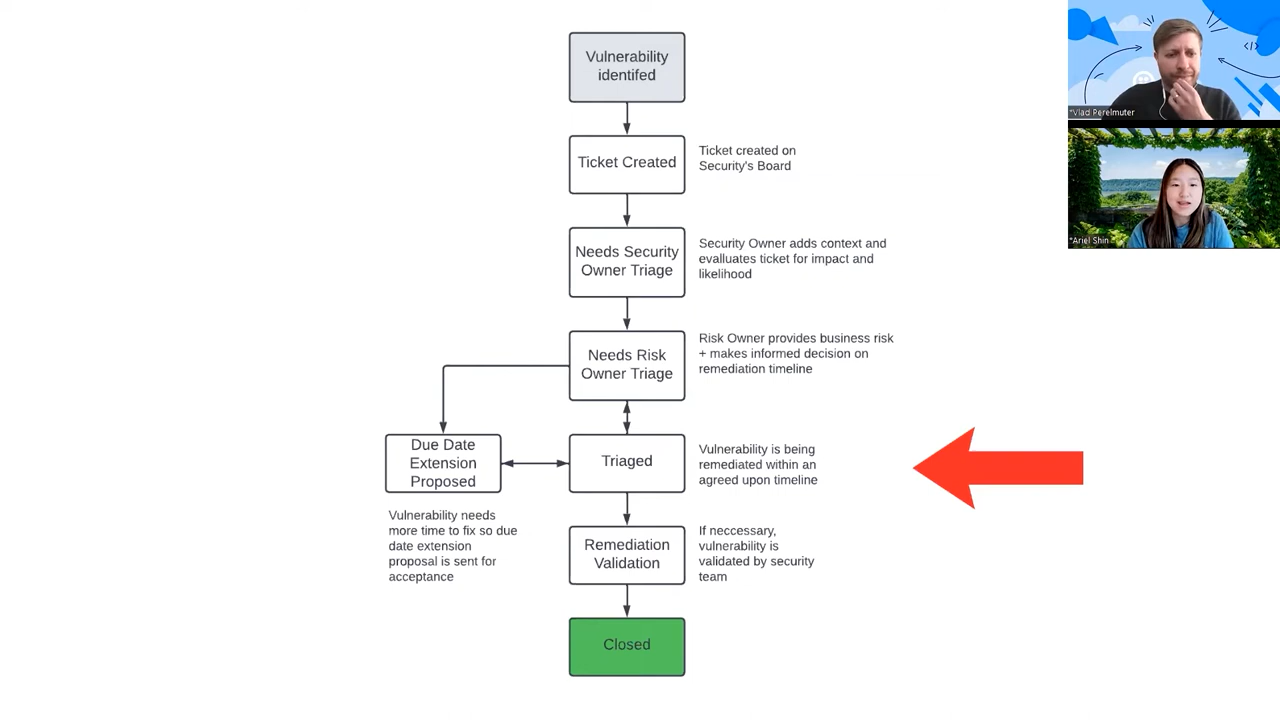 Vulnerability
identifed
Ticket Created
Ticket created on
Security's Board
Needs Security
Owner Triage
Security Owner adds context and
evalluates ticket for impact and
likelihood
Needs Risk
Owner Triage
Risk Owner provides business risk
+ makes informed decision on
remediation timeline
Due Date
Extension
Proposed
Vulnerability needs
more time to fix so due
date extension
proposal is sent for
acceptance
Triaged
Vulnerability is being
remediated within an
agreed upon timeline
Remediation
Validation
If neccessary,
vulnerability is
validated by security
team
Closed
</>
*Vlad Perelmuter
*Ariel Shin